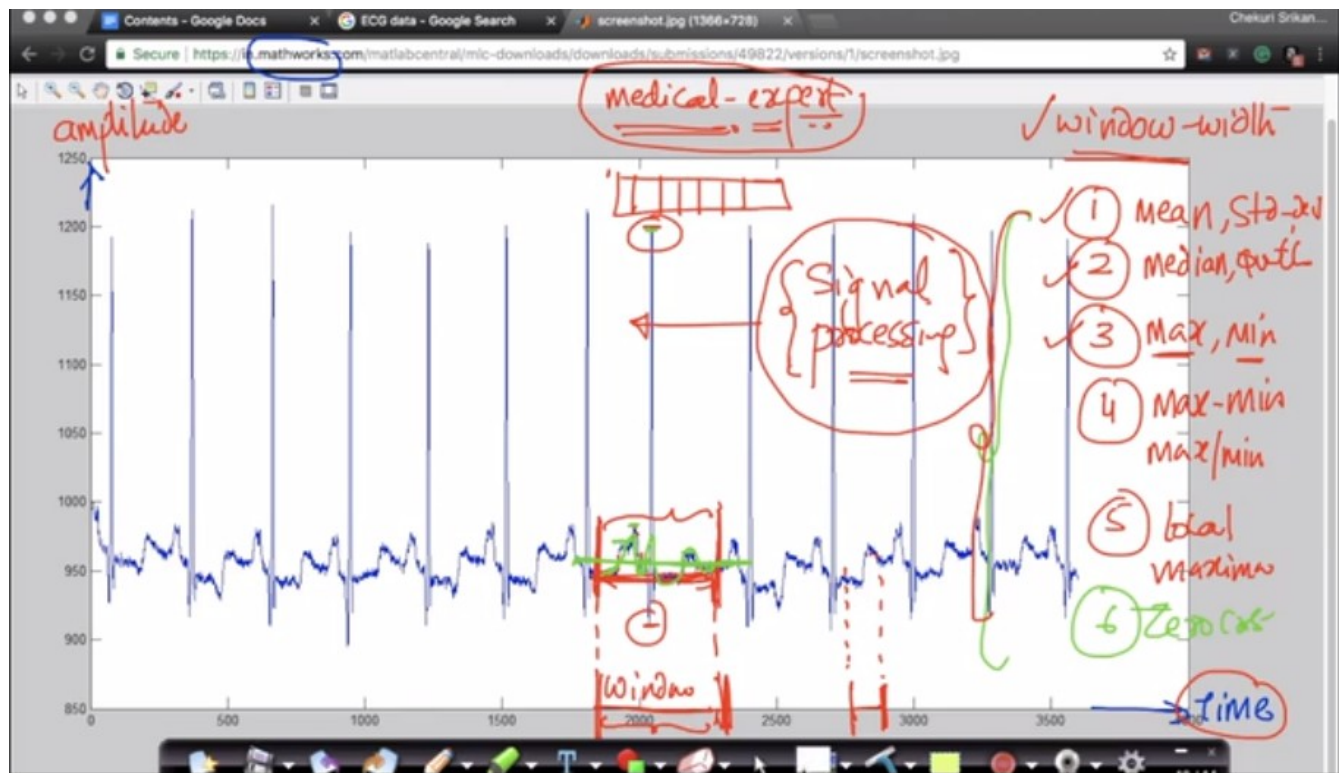 Contents - Google Docs
ECG data - Google Search
screenshot.jpg (1366×728)
Chekuri Srikan...
Secure | https://in.mathworks.com/matlabcentral/mlc-downloads/downloads/submissions/49822/versions/1/screenshot.jpg
medical-expert
amplitude
✓ window-width
1250
1200
1150
1100
1050
1000
950
900
850
✓ 1 Mean, Std-dev
✓ 2 median,
✓ 3 Max, Min
4 Max-min
max/min
5 local
maxima
6 Zero
{Signal
processing}
window
0
500
1000
1500
2000
2500
3000
3500
TIME